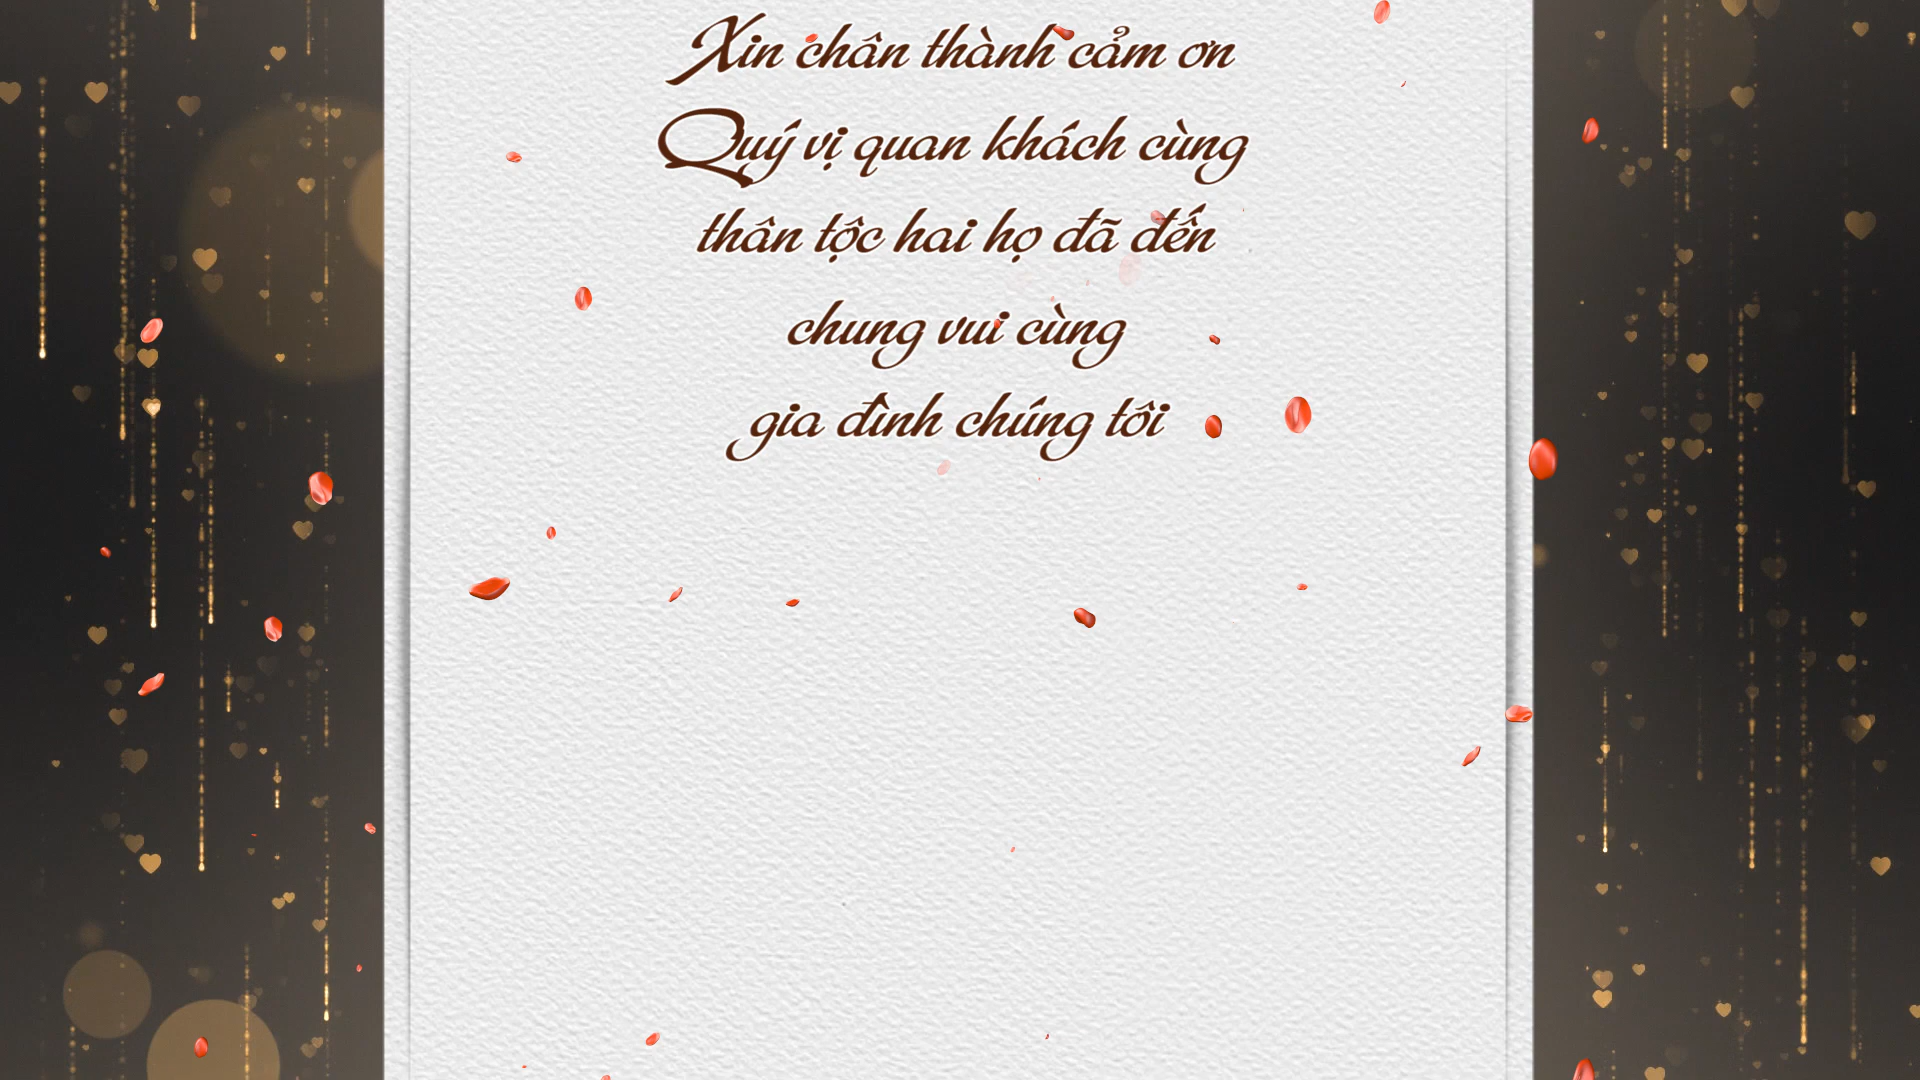 Xin chân thành cảm ơn
Quý vị quan khách cùng
thân tộc hai họ đã đến
chung vui cùng
gia đình chúng tôi